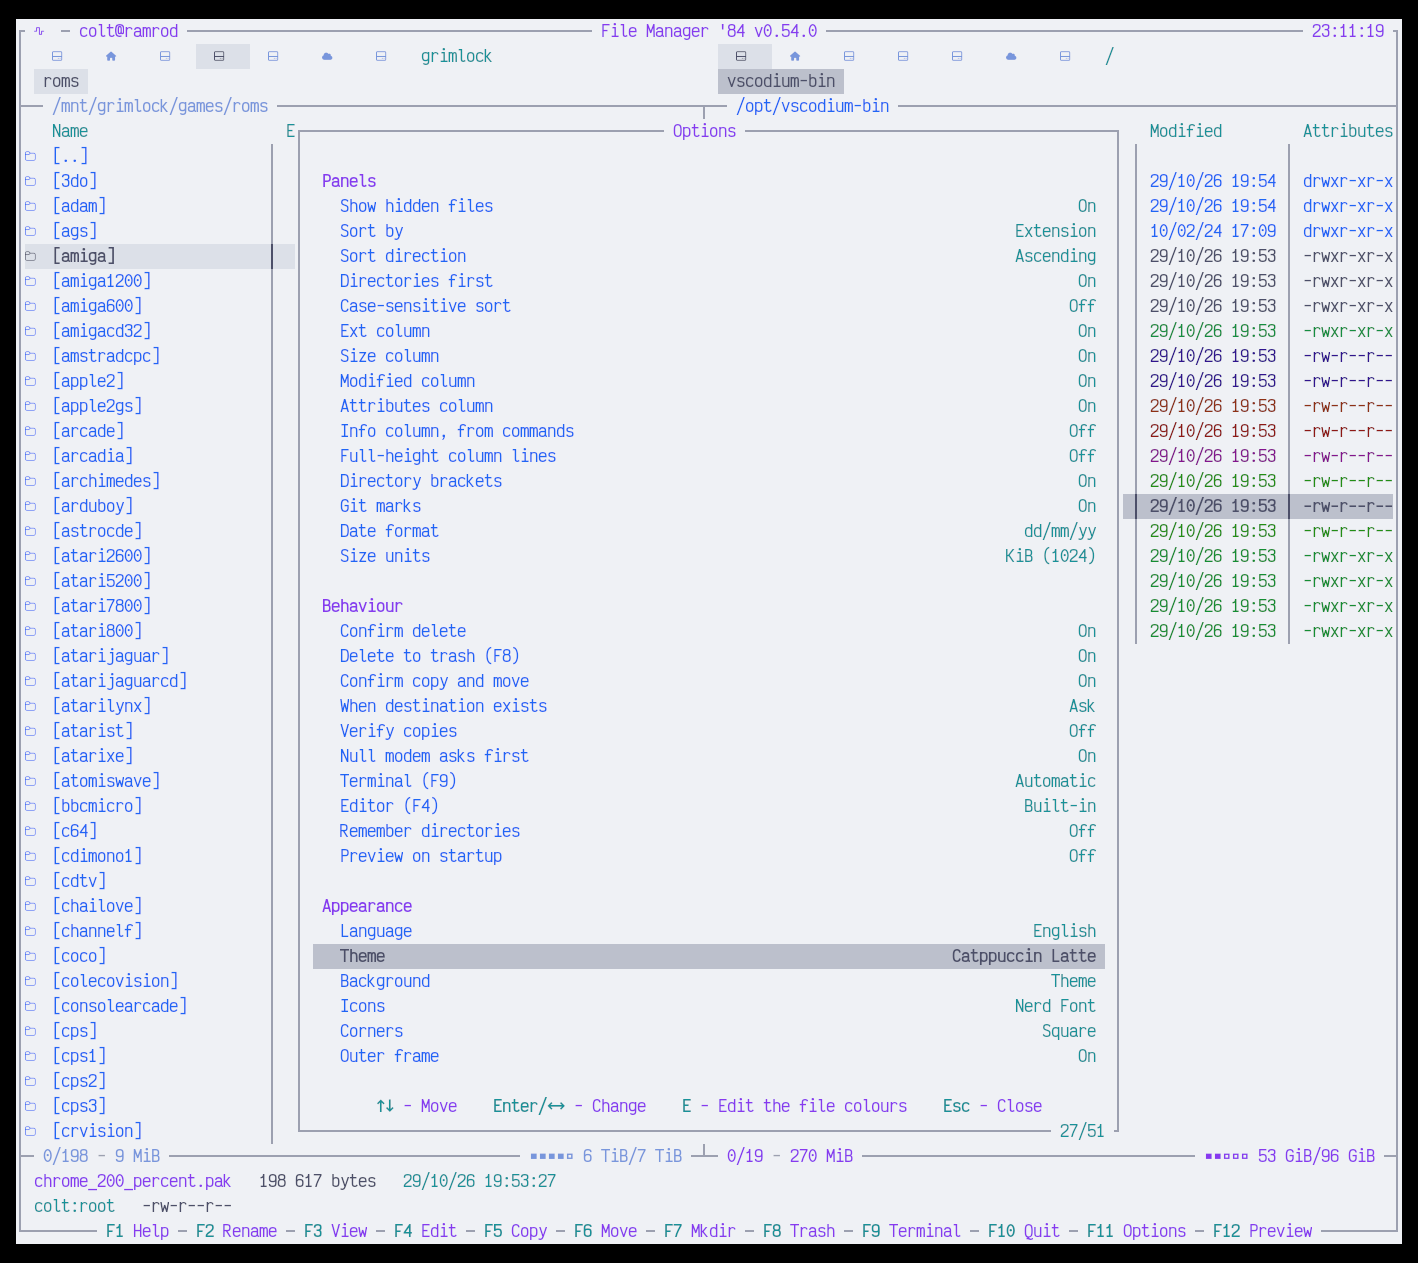 colt@ramrod File Manager '84 v0.54.0 23:11:19
grimlock /
roms vscodium-bin
/mnt/grimlock/games/roms /opt/vscodium-bin
Name E Options Modified Attributes
[..]
[3do] Panels 29/10/26 19:54 drwxr-xr-x
[adam] Show hidden files On 29/10/26 19:54 drwxr-xr-x
[ags] Sort by Extension 10/02/24 17:09 drwxr-xr-x
[amiga] Sort direction Ascending 29/10/26 19:53 -rwxr-xr-x
[amiga1200] Directories first On 29/10/26 19:53 -rwxr-xr-x
[amiga600] Case-sensitive sort Off 29/10/26 19:53 -rwxr-xr-x
[amigacd32] Ext column On 29/10/26 19:53 -rwxr-xr-x
[amstradcpc] Size column On 29/10/26 19:53 -rw-r--r--
[apple2] Modified column On 29/10/26 19:53 -rw-r--r--
[apple2gs] Attributes column On 29/10/26 19:53 -rw-r--r--
[arcade] Info column, from commands Off 29/10/26 19:53 -rw-r--r--
[arcadia] Full-height column lines Off 29/10/26 19:53 -rw-r--r--
[archimedes] Directory brackets On 29/10/26 19:53 -rw-r--r--
[arduboy] Git marks On 29/10/26 19:53 -rw-r--r--
[astrocde] Date format dd/mm/yy 29/10/26 19:53 -rw-r--r--
[atari2600] Size units KiB (1024) 29/10/26 19:53 -rwxr-xr-x
[atari5200] 29/10/26 19:53 -rwxr-xr-x
[atari7800] Behaviour 29/10/26 19:53 -rwxr-xr-x
[atari800] Confirm delete On 29/10/26 19:53 -rwxr-xr-x
[atarijaguar] Delete to trash (F8) On
[atarijaguarcd] Confirm copy and move On
[atarilynx] When destination exists Ask
[atarist] Verify copies Off
[atarixe] Null modem asks first On
[atomiswave] Terminal (F9) Automatic
[bbcmicro] Editor (F4) Built-in
[c64] Remember directories Off
[cdimono1] Preview on startup Off
[cdtv]
[chailove] Appearance
[channelf] Language English
[coco] Theme Catppuccin Latte
[colecovision] Background Theme
[consolearcade] Icons Nerd Font
[cps] Corners Square
[cps1] Outer frame On
[cps2]
[cps3] ↑↓ - Move Enter/↔ - Change E - Edit the file colours Esc - Close
[crvision] 27/51
0/198 - 9 MiB 6 TiB/7 TiB 0/19 - 270 MiB 53 GiB/96 GiB
chrome_200_percent.pak 198 617 bytes 29/10/26 19:53:27
colt:root -rw-r--r--
F1 Help - F2 Rename - F3 View - F4 Edit - F5 Copy - F6 Move - F7 Mkdir - F8 Trash - F9 Terminal - F10 Quit - F11 Options - F12 Preview